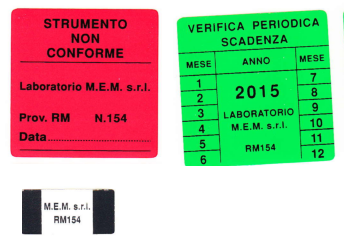 STRUMENTO
NON
CONFORME
Laboratorio M.E.M. s.r.l.
Prov. RM N.154
Data....................
VERIFICA PERIODICA
SCADENZA
MESE ANNO MESE
1 7
2 8
3 9
4 10
5 11
6 12
2015
LABORATORIO
M.E.M. s.r.l.
RM154
M.E.M. s.r.l.
RM154